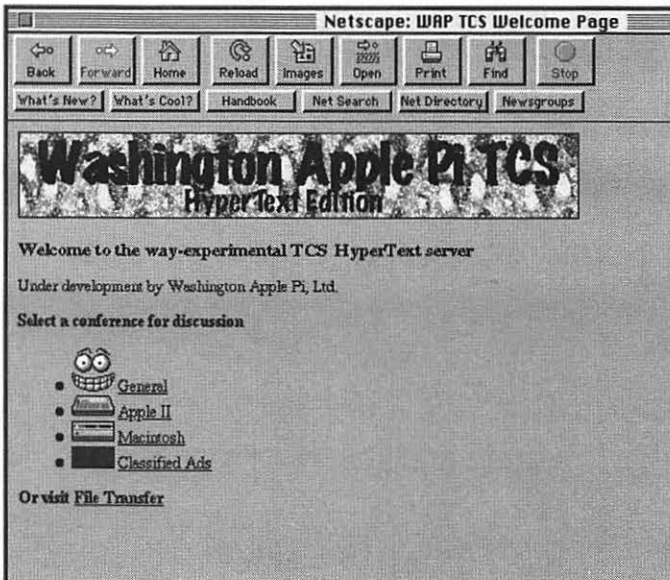 Netscape: WAP TCS Welcome Page
Back Forward Home Reload Images Open Print Find Stop
What's New? What's Cool? Handbook Net Search Net Directory Newsgroups
Washington Apple Pi TCS
HyperText Edition
Welcome to the way-experimental TCS HyperText server
Under development by Washington Apple Pi, Ltd.
Select a conference for discussion
General
Apple II
Macintosh
Classified Ads
Or visit File Transfer